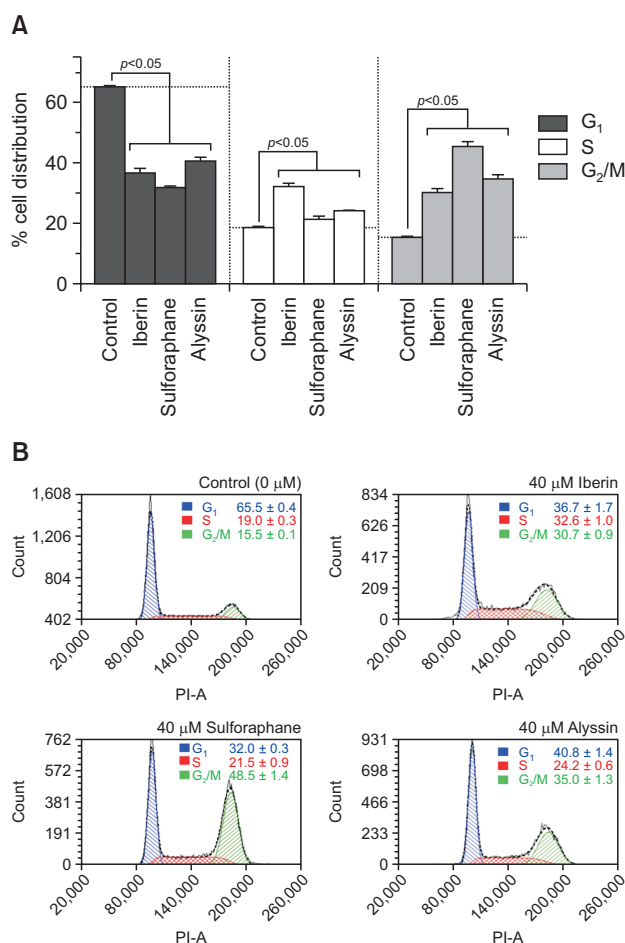 A
p<0.05
p<0.05
p<0.05
G₁
S
G₂/M
% cell distribution
60
40
20
0
Control
Iberin
Sulforaphane
Alyssin
Control
Iberin
Sulforaphane
Alyssin
Control
Iberin
Sulforaphane
Alyssin
B
Control (0 μM)
G₁ 65.5 ± 0.4
S 19.0 ± 0.3
G₂/M 15.5 ± 0.1
Count
1,608
1,206
804
402
20,000
80,000
140,000
200,000
260,000
PI-A
40 μM Iberin
G₁ 36.7 ± 1.7
S 32.6 ± 1.0
G₂/M 30.7 ± 0.9
Count
834
626
417
209
0
20,000
80,000
140,000
200,000
260,000
PI-A
40 μM Sulforaphane
G₁ 32.0 ± 0.3
S 21.5 ± 0.9
G₂/M 48.5 ± 1.4
Count
762
572
381
191
0
20,000
80,000
140,000
200,000
260,000
PI-A
40 μM Alyssin
G₁ 40.8 ± 1.4
S 24.2 ± 0.6
G₂/M 35.0 ± 1.3
Count
931
698
466
233
0
20,000
80,000
140,000
200,000
260,000
PI-A